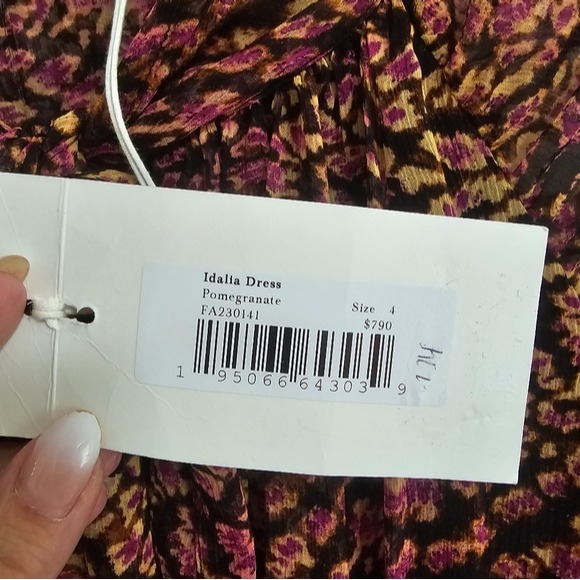 Idalia Dress
Pomegranate
FA230141
Size 4
$790
1 95066 64303 9